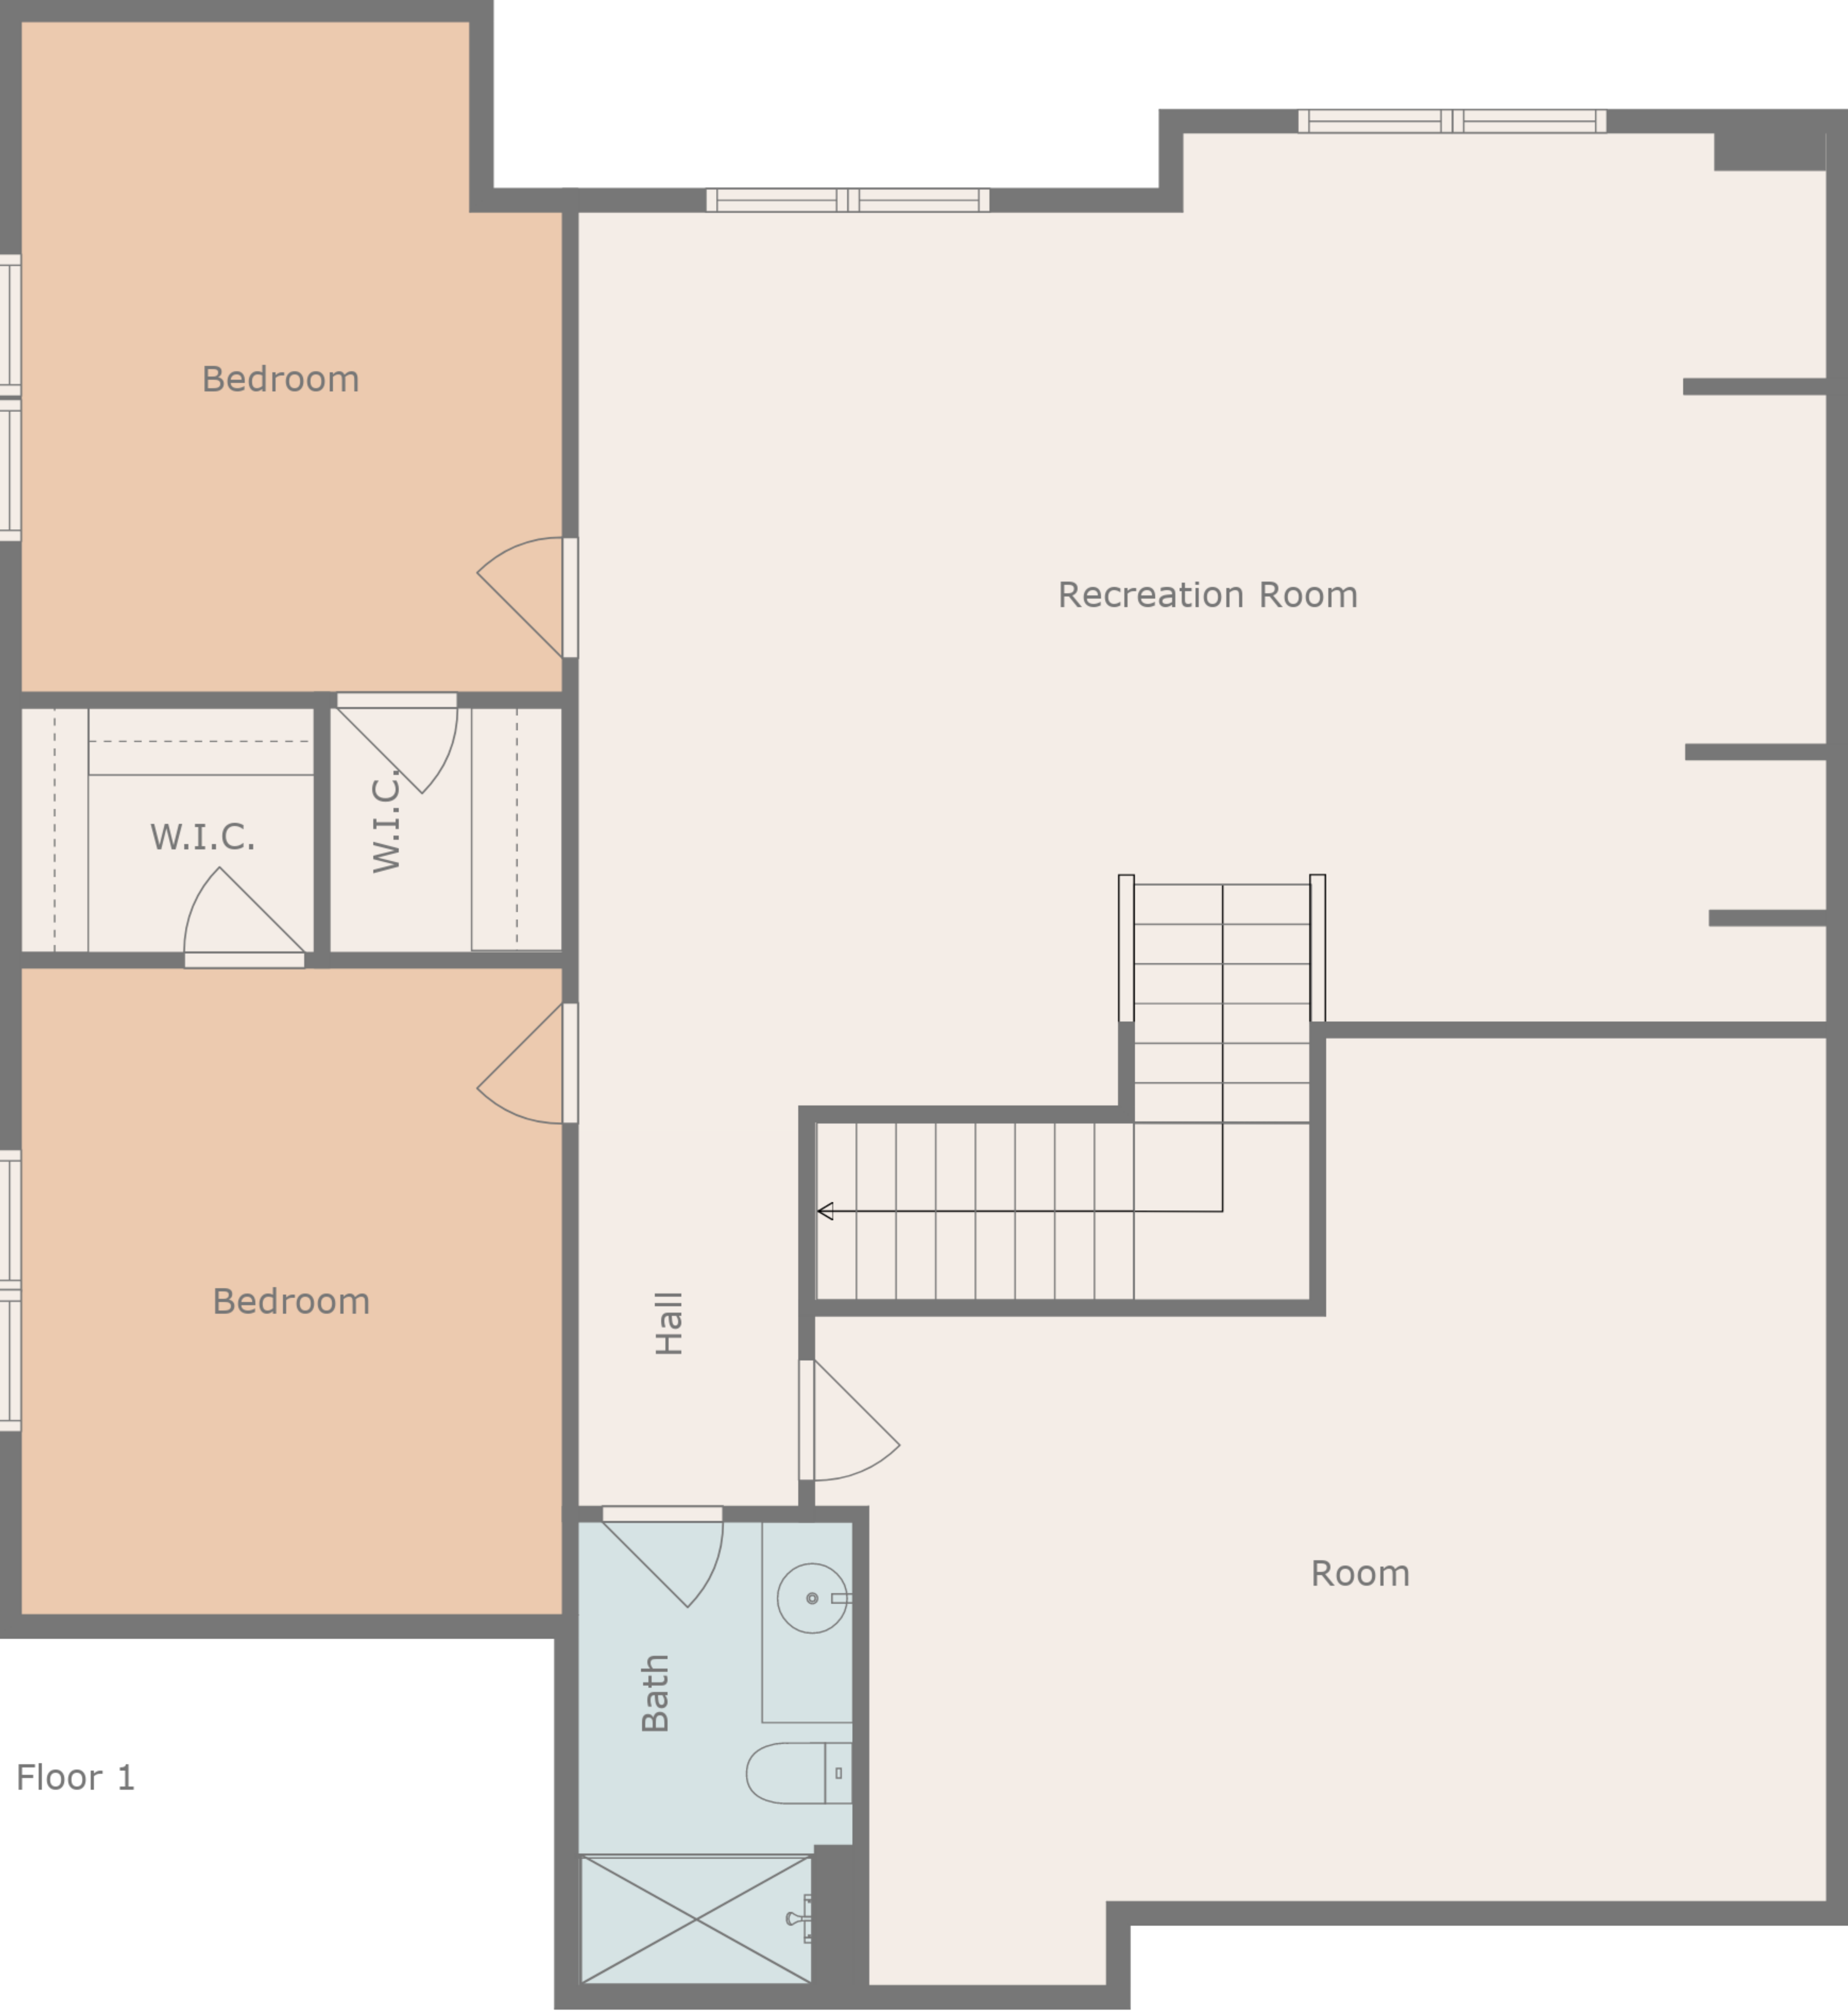 Bedroom
Recreation Room
W.I.C.
W.I.C.
Bedroom
Hall
Room
Bath
Floor 1